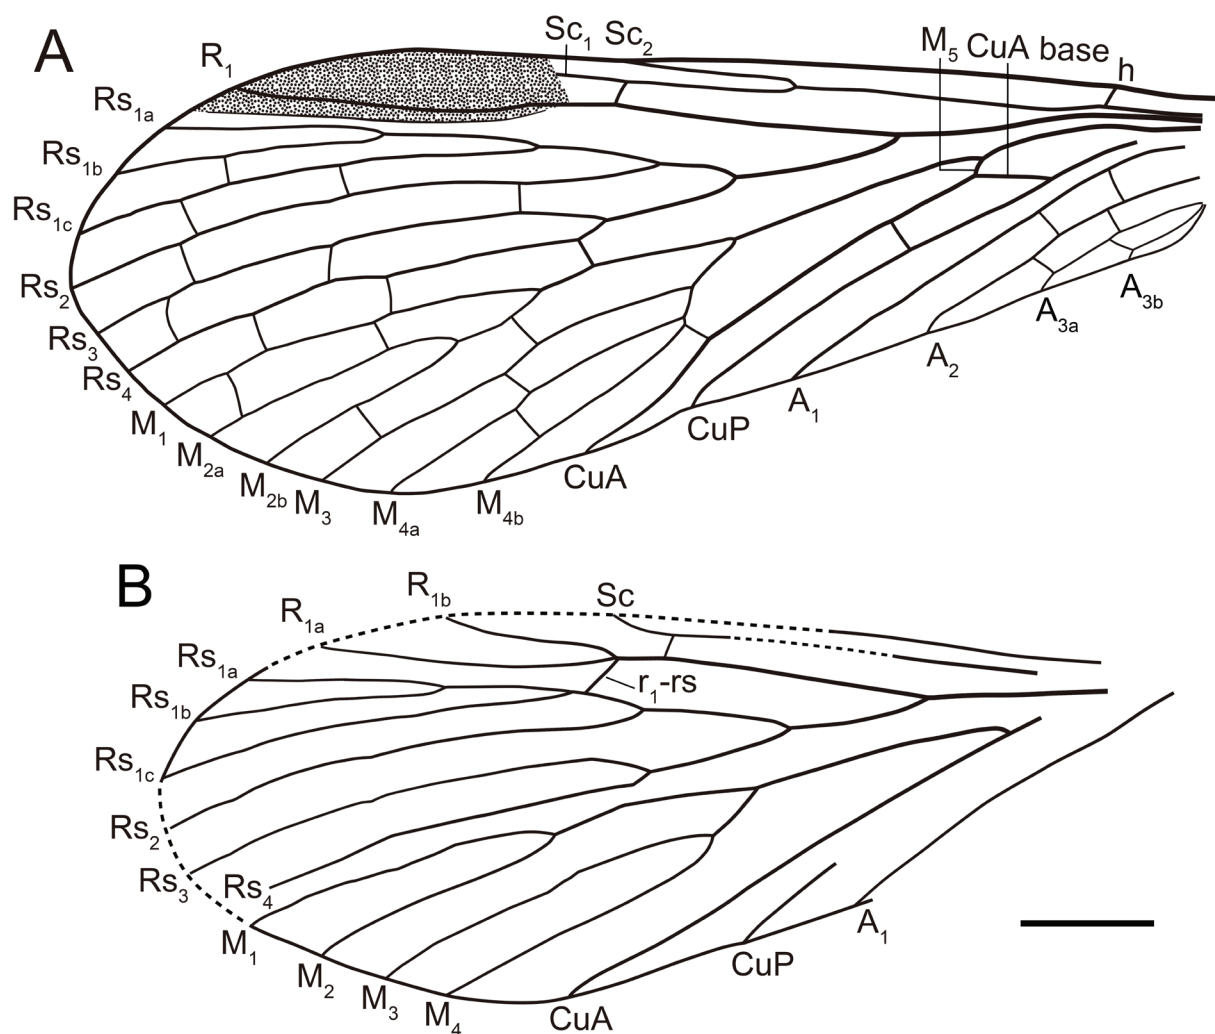 A
Sc1 Sc2
M5 CuA base
h
R1
Rs1a
Rs1b
Rs1c
Rs2
Rs3
Rs4
M1
M2a
M2b
M3
M4a
M4b
CuA
CuP
A1
A2
A3a
A3b
B
R1b
Sc
R1a
Rs1a
r1-rs
Rs1b
Rs1c
Rs2
Rs3
Rs4
M1
M2
M3
M4
CuA
CuP
A1